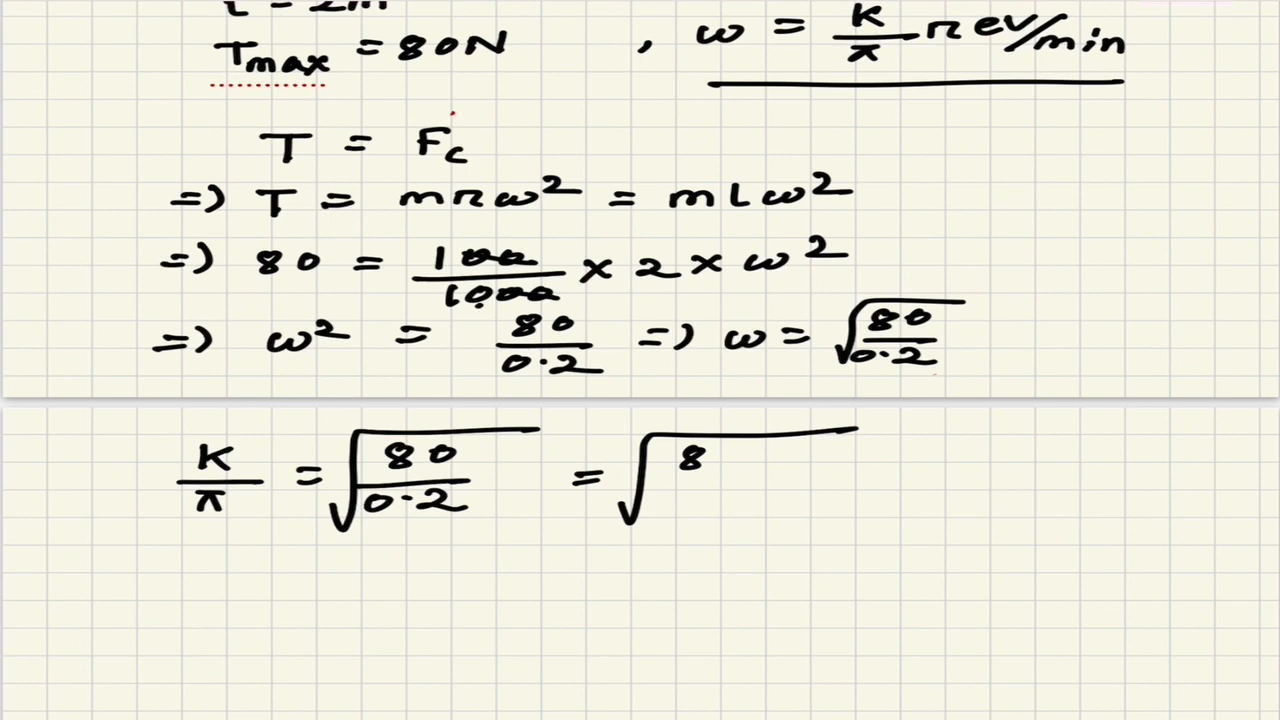 l = 2m
Tmax = 80N , ω = K/π rev/min
T = Fc
=) T = mrω² = mLω²
=) 80 = 100/1000 × 2 × ω²
=) ω² = 80/0.2 =) ω = √80/0.2
K/π = √80/0.2 = √8